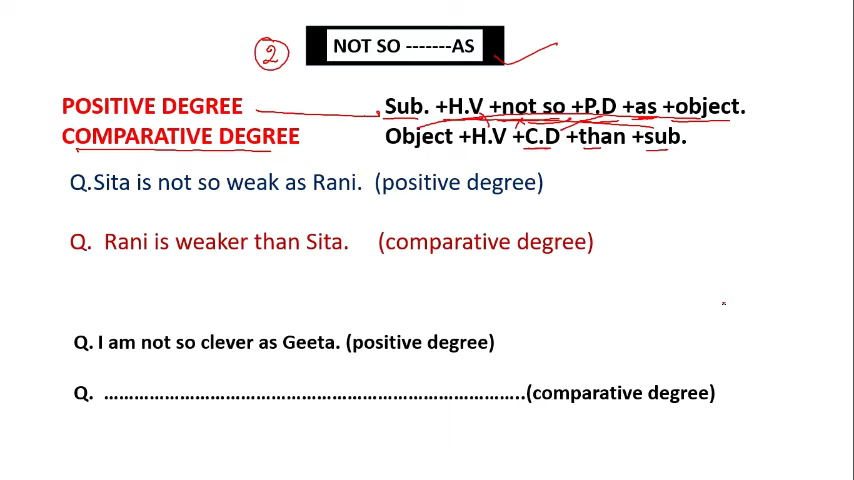 2 NOT SO -------AS
POSITIVE DEGREE Sub. +H.V +not so +P.D +as +object.
COMPARATIVE DEGREE Object +H.V +C.D +than +sub.
Q.Sita is not so weak as Rani. (positive degree)
Q. Rani is weaker than Sita. (comparative degree)
Q. I am not so clever as Geeta. (positive degree)
Q. ……………………………………………………………..(comparative degree)